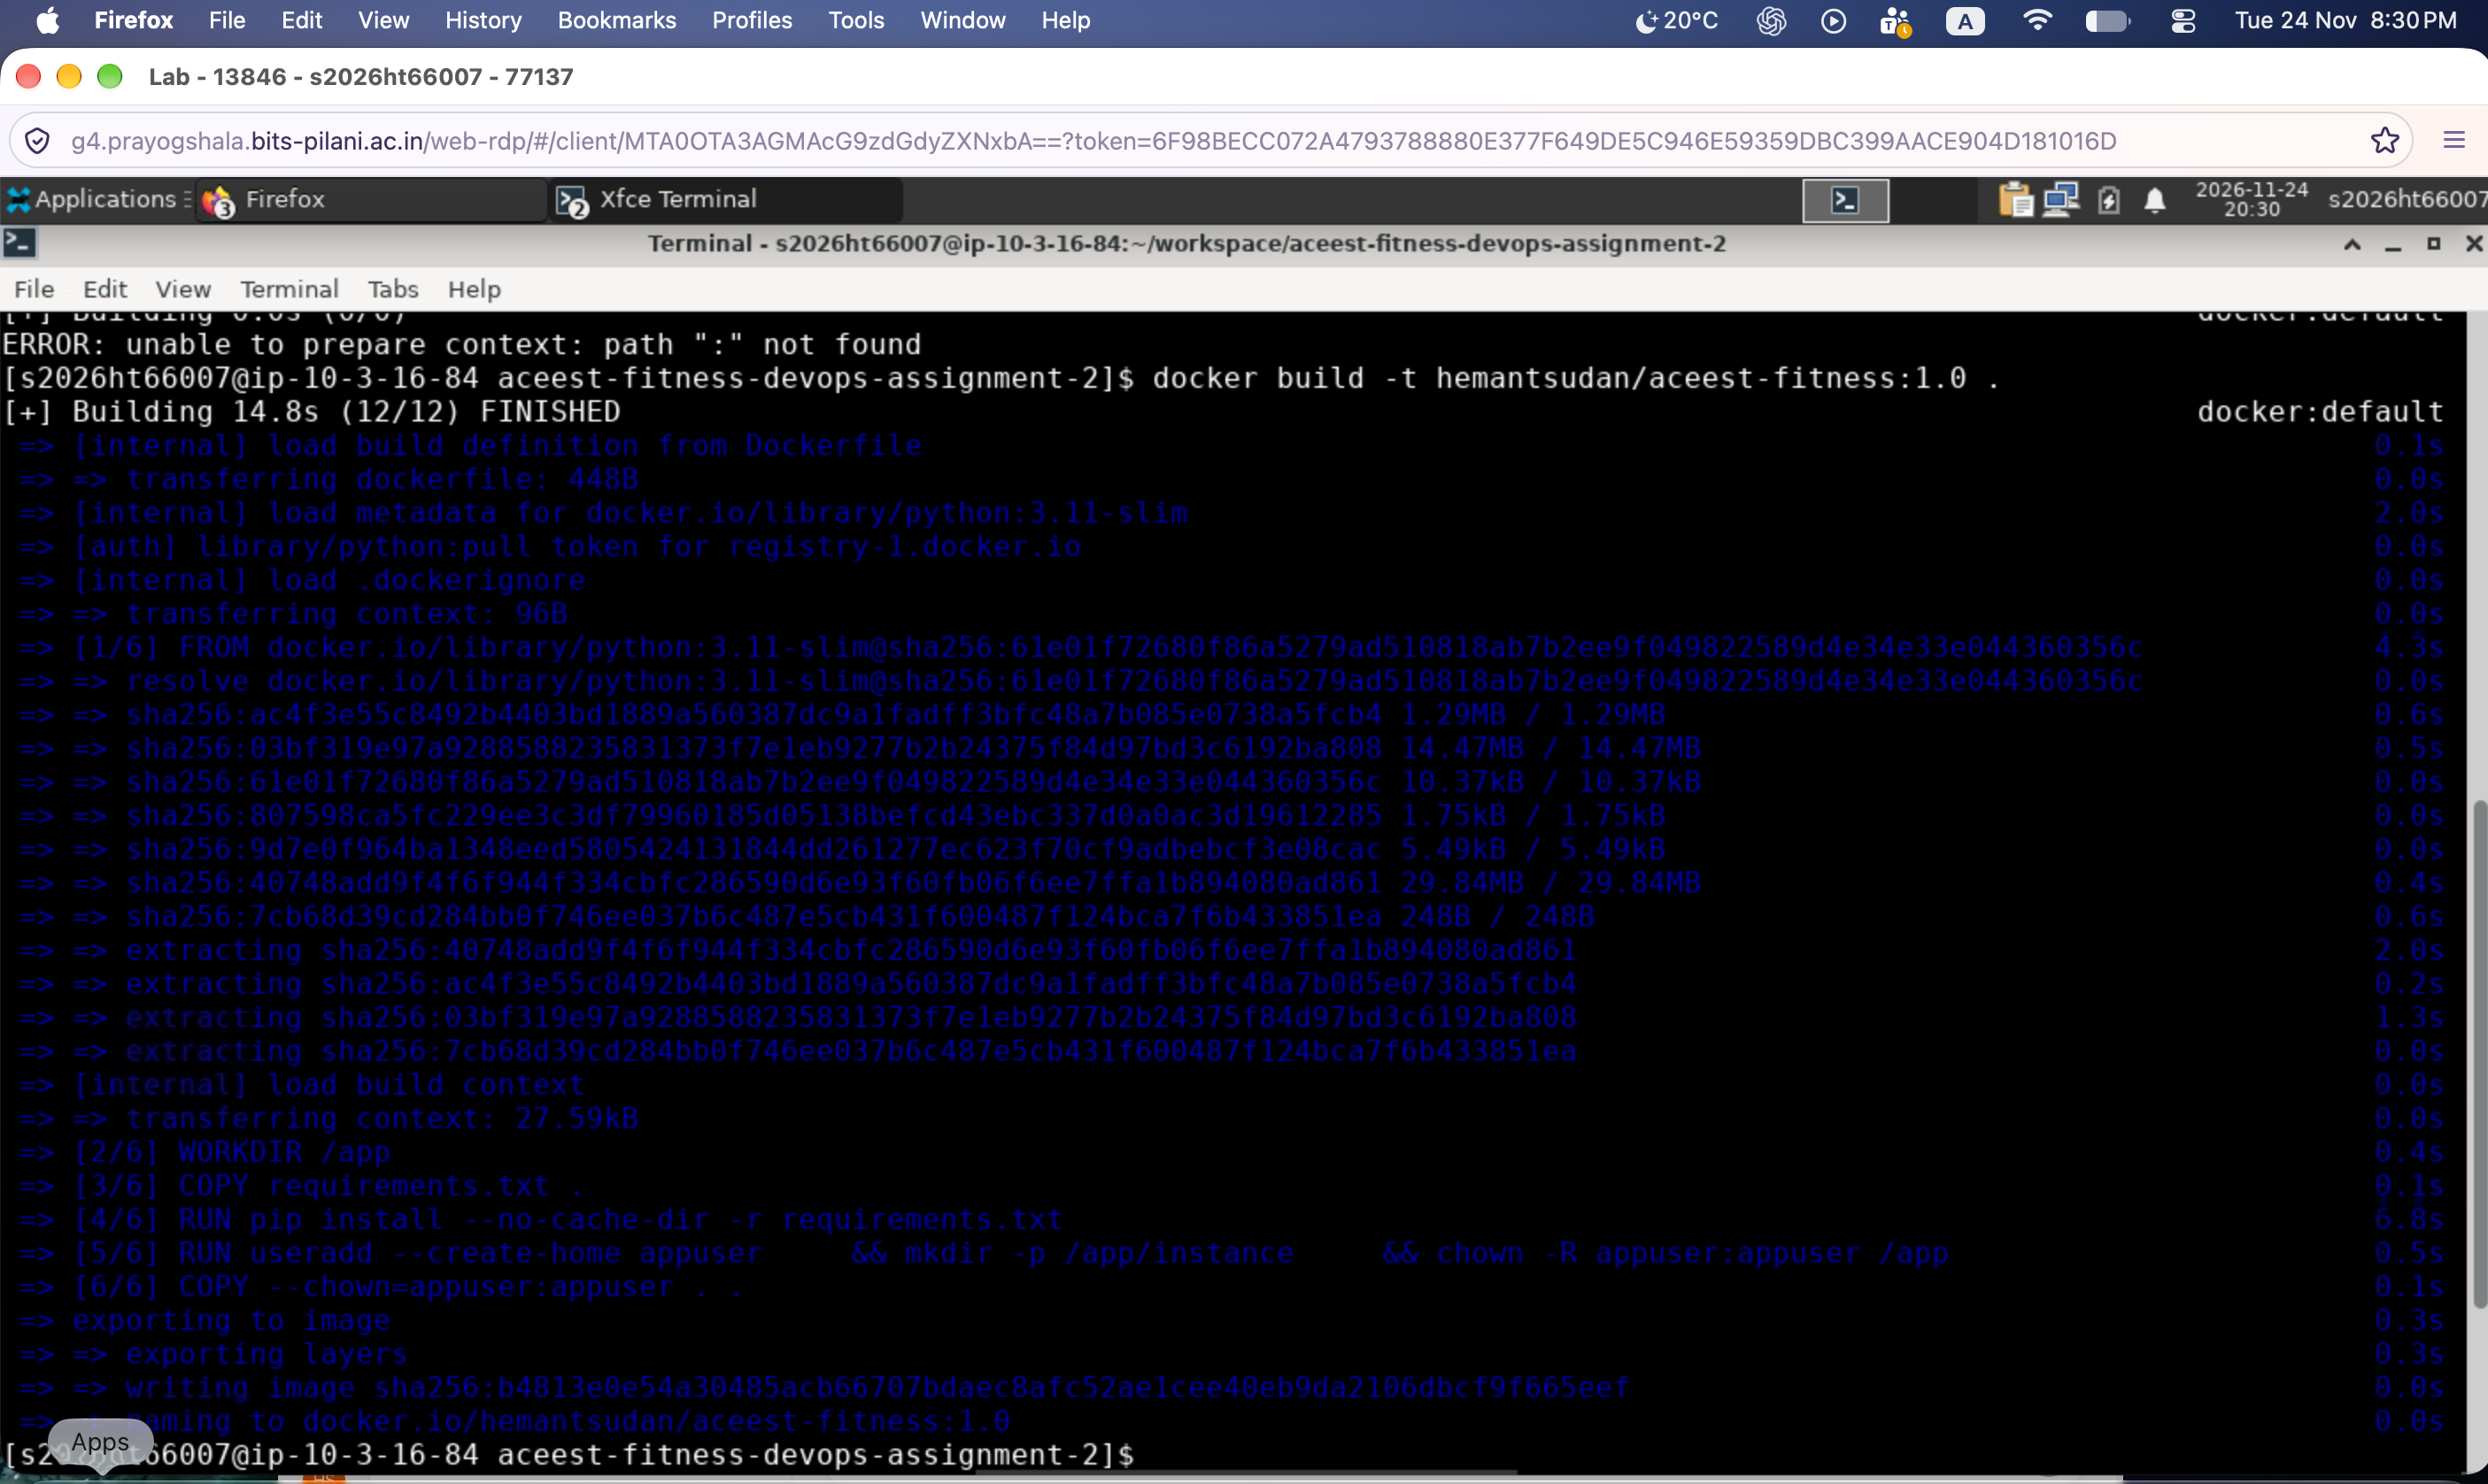 Firefox File Edit View History Bookmarks Profiles Tools Window Help 20°C A Tue 24 Nov 8:30 PM
Lab - 13846 - s2026ht66007 - 77137
g4.prayogshala.bits-pilani.ac.in/web-rdp/#/client/MTA0OTA3AGMAcG9zdGdyZXNxbA==?token=6F98BECC072A4793788880E377F649DE5C946E59359DBC399AACE904D181016D
Applications 3 Firefox 2 Xfce Terminal 2026-11-24 20:30 s2026ht66007
Terminal - s2026ht66007@ip-10-3-16-84:~/workspace/aceest-fitness-devops-assignment-2
File Edit View Terminal Tabs Help
[+] Building 0.0s (0/0) docker:default
ERROR: unable to prepare context: path ":" not found
[s2026ht66007@ip-10-3-16-84 aceest-fitness-devops-assignment-2]$ docker build -t hemantsudan/aceest-fitness:1.0 .
[+] Building 14.8s (12/12) FINISHED docker:default
=> [internal] load build definition from Dockerfile 0.1s
=> => transferring dockerfile: 448B 0.0s
=> [internal] load metadata for docker.io/library/python:3.11-slim 2.0s
=> [auth] library/python:pull token for registry-1.docker.io 0.0s
=> [internal] load .dockerignore 0.0s
=> => transferring context: 96B 0.0s
=> [1/6] FROM docker.io/library/python:3.11-slim@sha256:61e01f72680f86a5279ad510818ab7b2ee9f049822589d4e34e33e044360356c 4.3s
=> => resolve docker.io/library/python:3.11-slim@sha256:61e01f72680f86a5279ad510818ab7b2ee9f049822589d4e34e33e044360356c 0.0s
=> => sha256:ac4f3e55c8492b4403bd1889a560387dc9a1fadff3bfc48a7b085e0738a5fcb4 1.29MB / 1.29MB 0.6s
=> => sha256:03bf319e97a9288588235831373f7e1eb9277b2b24375f84d97bd3c6192ba808 14.47MB / 14.47MB 0.5s
=> => sha256:61e01f72680f86a5279ad510818ab7b2ee9f049822589d4e34e33e044360356c 10.37kB / 10.37kB 0.0s
=> => sha256:807598ca5fc229ee3c3df79960185d05138befcd43ebc337d0a0ac3d19612285 1.75kB / 1.75kB 0.0s
=> => sha256:9d7e0f964ba1348eed5805424131844dd261277ec623f70cf9adbebcf3e08cac 5.49kB / 5.49kB 0.0s
=> => sha256:40748add9f4f6f944f334cbfc286590d6e93f60fb06f6ee7ffa1b894080ad861 29.84MB / 29.84MB 0.4s
=> => sha256:7cb68d39cd284bb0f746ee037b6c487e5cb431f600487f124bca7f6b433851ea 248B / 248B 0.6s
=> => extracting sha256:40748add9f4f6f944f334cbfc286590d6e93f60fb06f6ee7ffa1b894080ad861 2.0s
=> => extracting sha256:ac4f3e55c8492b4403bd1889a560387dc9a1fadff3bfc48a7b085e0738a5fcb4 0.2s
=> => extracting sha256:03bf319e97a9288588235831373f7e1eb9277b2b24375f84d97bd3c6192ba808 1.3s
=> => extracting sha256:7cb68d39cd284bb0f746ee037b6c487e5cb431f600487f124bca7f6b433851ea 0.0s
=> [internal] load build context 0.0s
=> => transferring context: 27.59kB 0.0s
=> [2/6] WORKDIR /app 0.4s
=> [3/6] COPY requirements.txt . 0.1s
=> [4/6] RUN pip install --no-cache-dir -r requirements.txt 6.8s
=> [5/6] RUN useradd --create-home appuser && mkdir -p /app/instance && chown -R appuser:appuser /app 0.5s
=> [6/6] COPY --chown=appuser:appuser . . 0.1s
=> exporting to image 0.3s
=> => exporting layers 0.3s
=> => writing image sha256:b4813e0e54a30485acb66707bdaec8afc52ae1cee40eb9da2106dbcf9f665eef 0.0s
=> naming to docker.io/hemantsudan/aceest-fitness:1.0 0.0s
Apps
[s2026ht66007@ip-10-3-16-84 aceest-fitness-devops-assignment-2]$